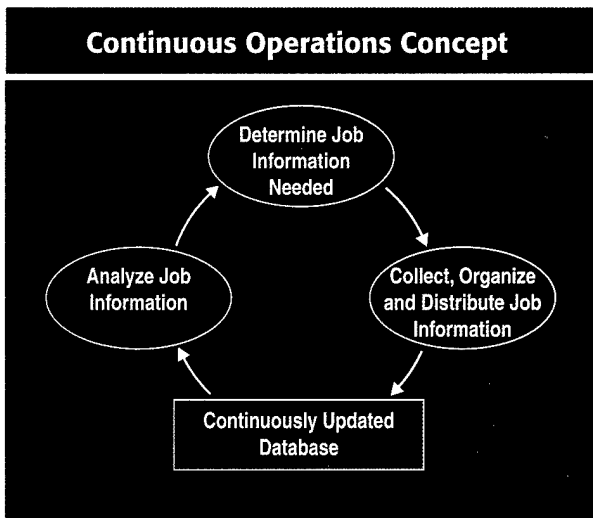 Continuous Operations Concept
Determine Job
Information
Needed
Analyze Job
Information
Collect, Organize
and Distribute Job
Information
Continuously Updated
Database